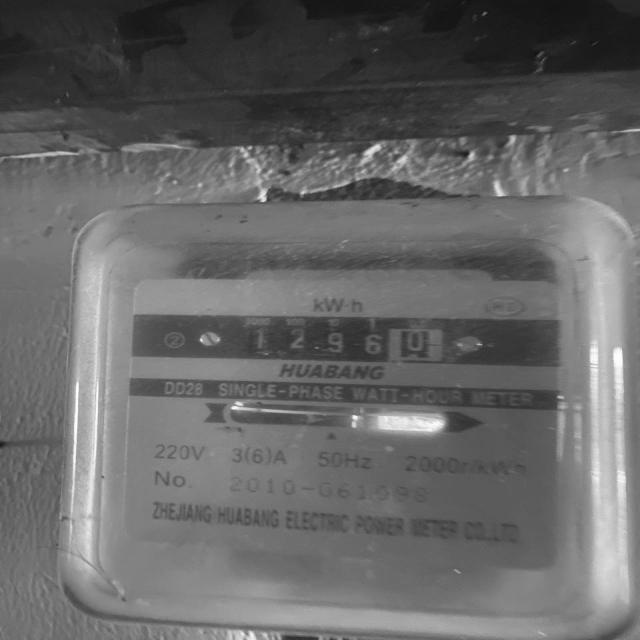 kW·h
1 2 9 6 0
HUABANG
DD28 SINGLE-PHASE WATT-HOUR METER
220V 3(6)A 50Hz 2000r/kWh
No. 2010-061098
ZHEJIANG HUABANG ELECTRIC POWER METER CO.,LTD